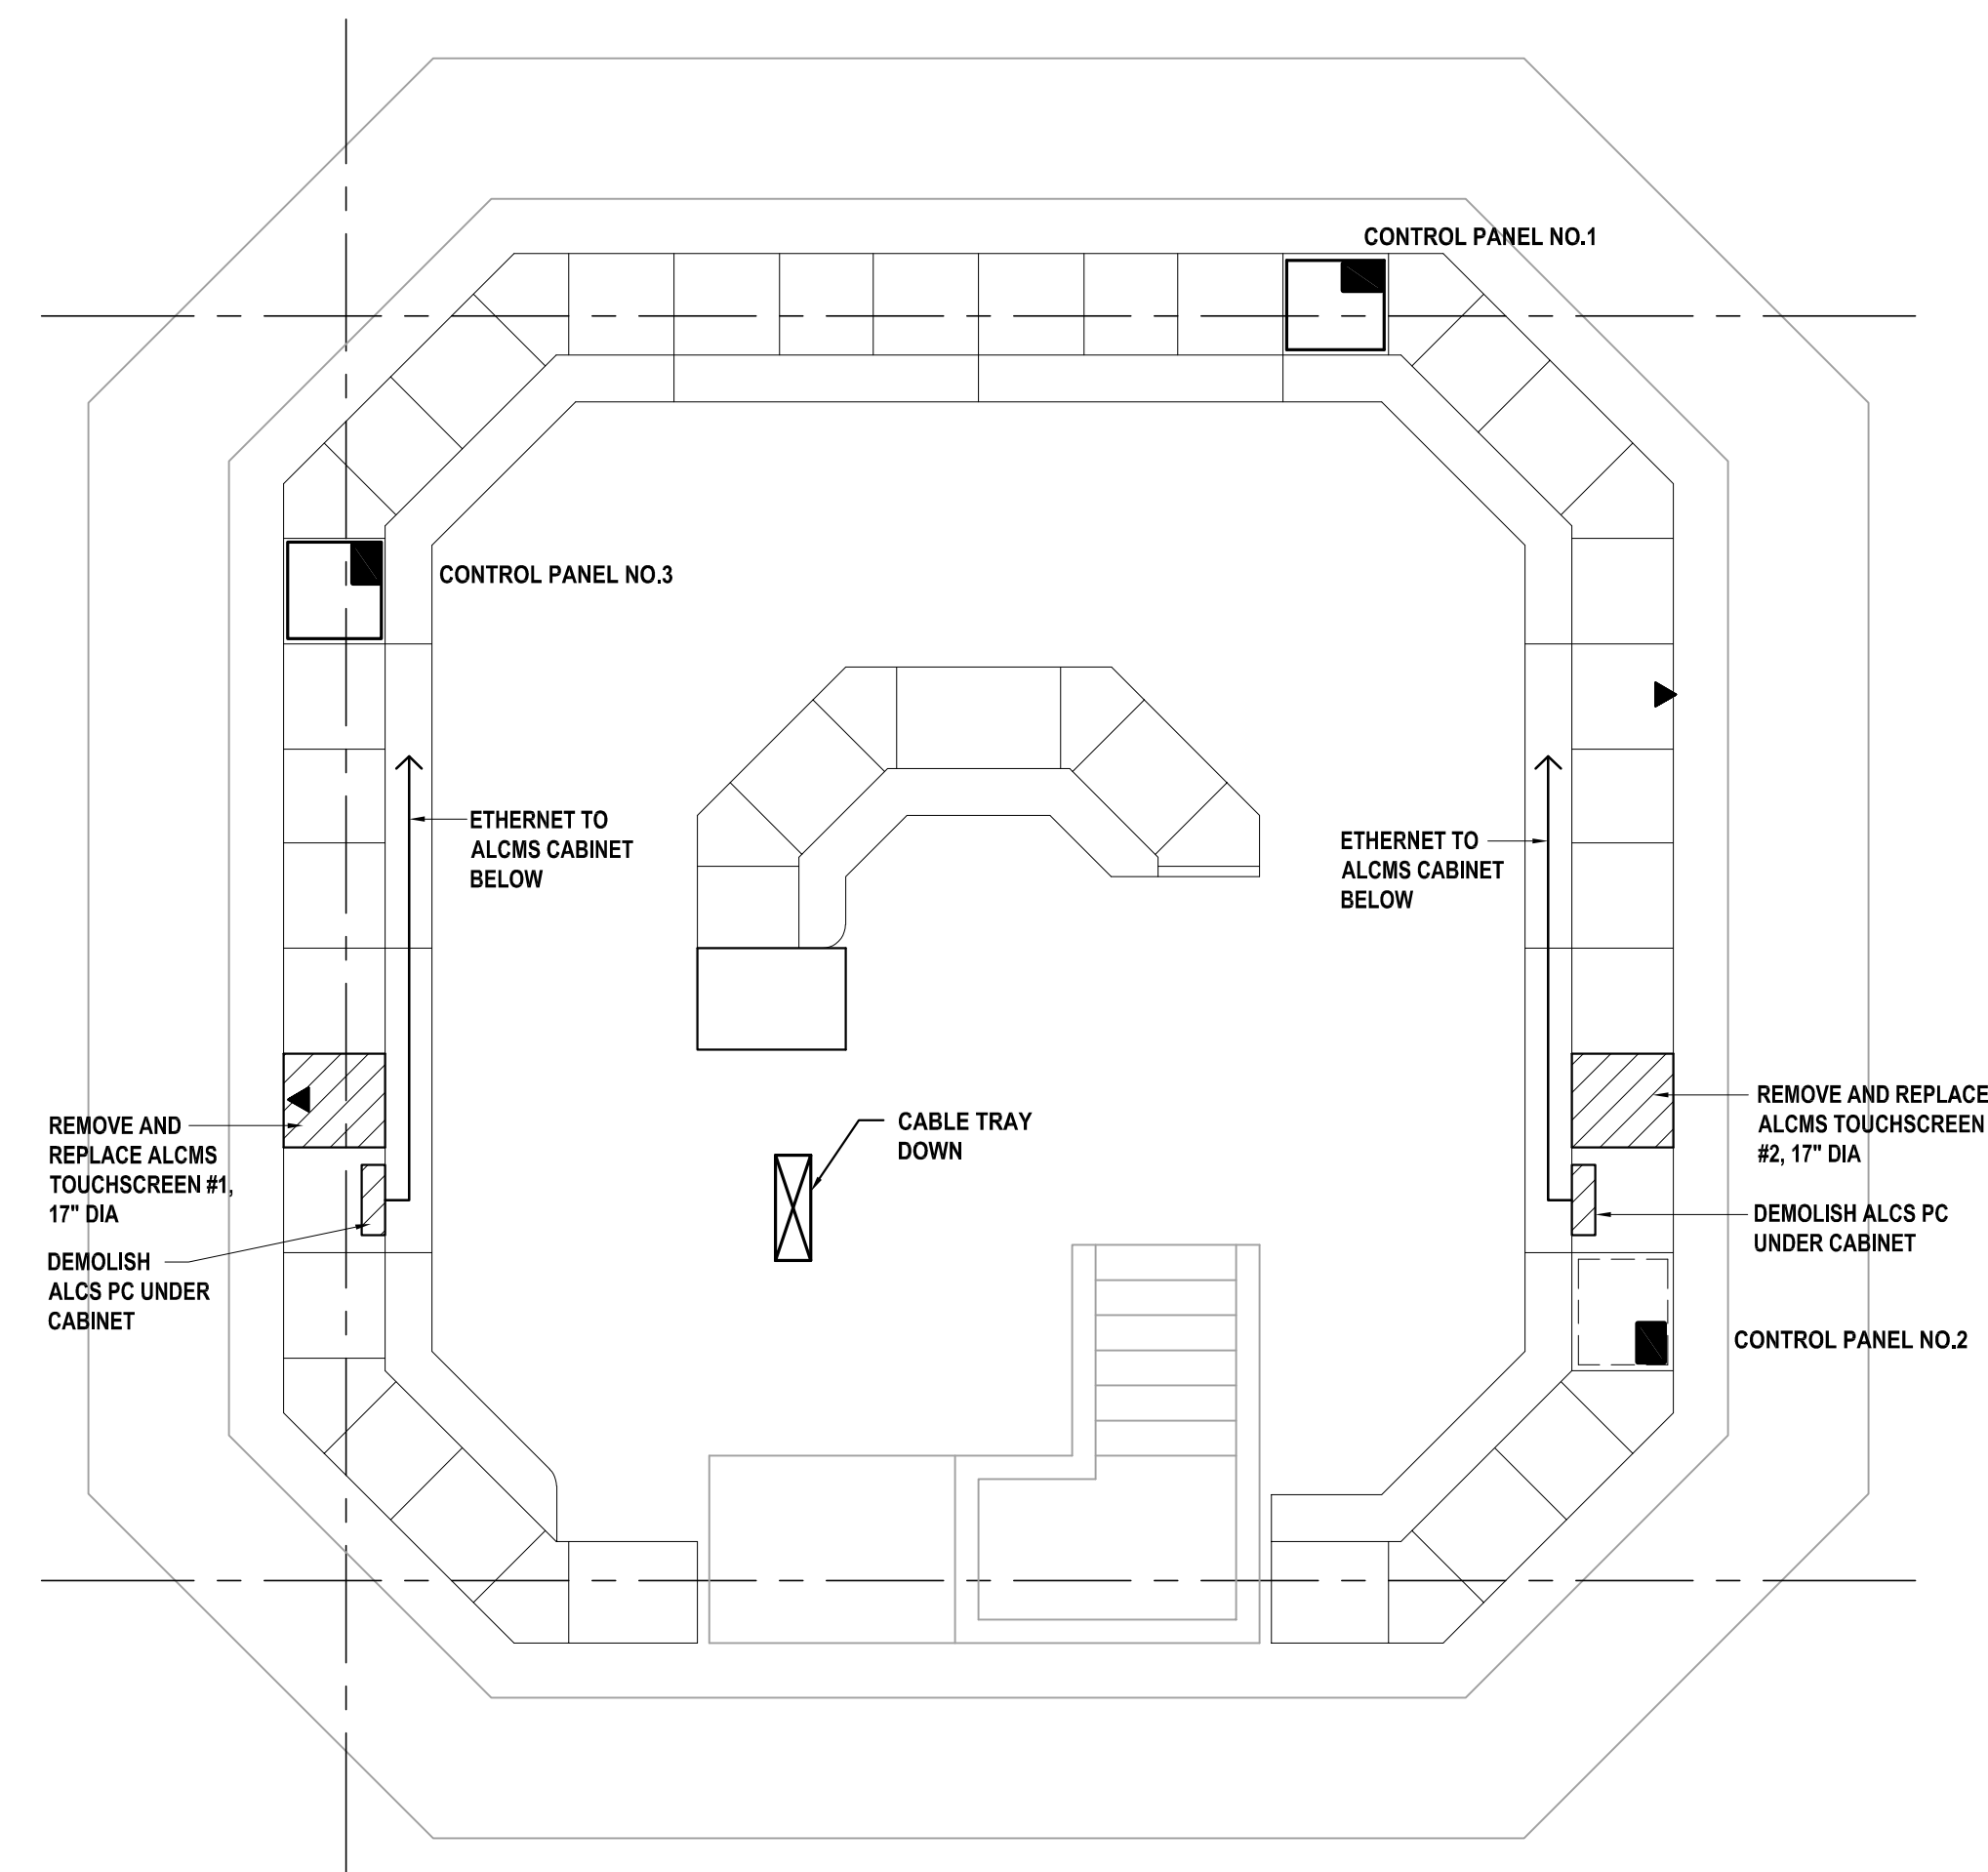 CONTROL PANEL NO.1
CONTROL PANEL NO.3
ETHERNET TO
ALCMS CABINET
BELOW
ETHERNET TO
ALCMS CABINET
BELOW
REMOVE AND
REPLACE ALCMS
TOUCHSCREEN #1,
17" DIA
DEMOLISH
ALCS PC UNDER
CABINET
CABLE TRAY
DOWN
REMOVE AND REPLACE
ALCMS TOUCHSCREEN
#2, 17" DIA
DEMOLISH ALCS PC
UNDER CABINET
CONTROL PANEL NO.2